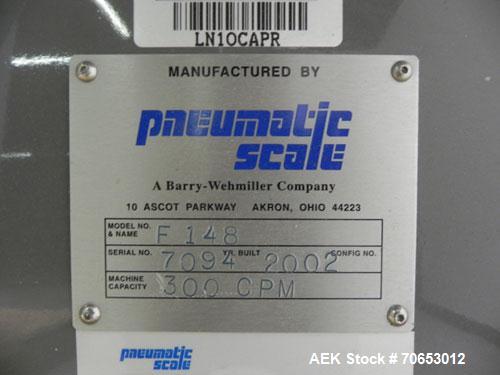 LN10CAPR
MANUFACTURED BY
pneumatic
scale
A Barry-Wehmiller Company
10 ASCOT PARKWAY AKRON, OHIO 44223
MODEL NO. & NAME F 148
SERIAL NO. 7094 YR. BUILT 2002 CONFIG NO.
MACHINE CAPACITY 300 CPM
pneumatic
scale
AEK Stock #70653012